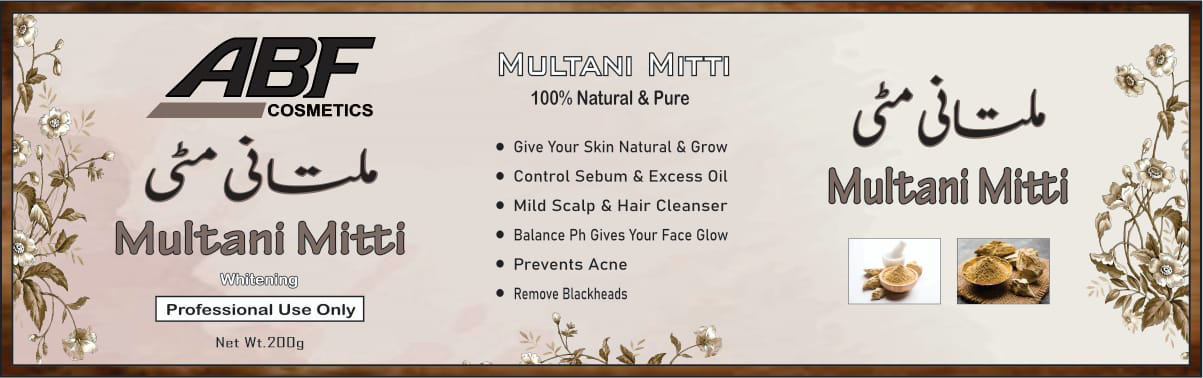 ABF
COSMETICS
ملتانی مٹی
Multani Mitti
Whitening
Professional Use Only
Net Wt.200g
MULTANI MITTI
100% Natural & Pure
• Give Your Skin Natural & Grow
• Control Sebum & Excess Oil
• Mild Scalp & Hair Cleanser
• Balance Ph Gives Your Face Glow
• Prevents Acne
• Remove Blackheads
ملتانی مٹی
Multani Mitti